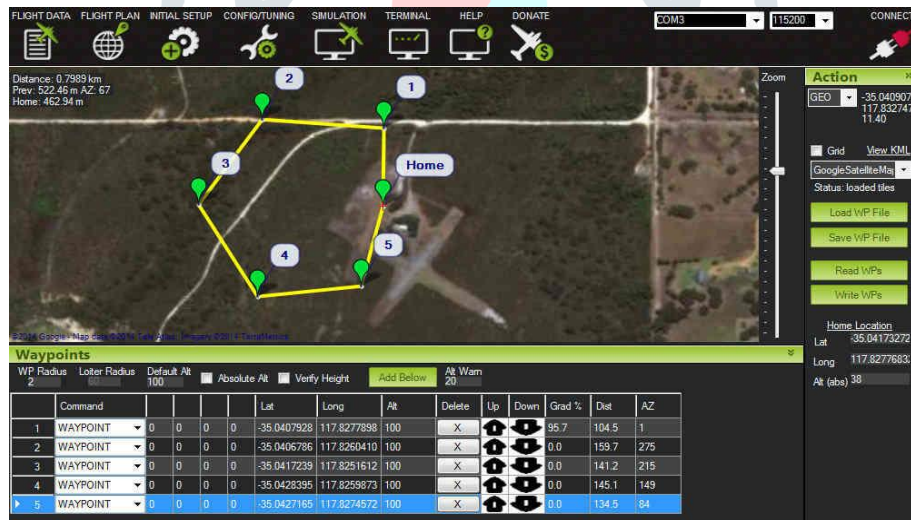 FLIGHT DATA FLIGHT PLAN INITIAL SETUP CONFIG/TUNING SIMULATION TERMINAL HELP DONATE COM3 115200 CONNECT
Distance: 0.7989 km
Prev: 522.46 m AZ: 67
Home: 462.94 m
2
1
3
Home
5
4
Zoom
Action
GEO -35.040907
117.832747
11.40
Grid View KML
GoogleSatelliteMap
Status: loaded tiles
Load WP File
Save WP File
Read WPs
Write WPs
Home Location
Lat -35.04173272
Long 117.8277683
Alt (abs) 38
Waypoints
WP Radius Loiter Radius Default Alt Absolute Alt Verify Height Add Below Alt Warn
2 60 100 20
Command Lat Long Alt Delete Up Down Grad % Dist AZ
1 WAYPOINT 0 0 0 0 -35.0407928 117.8277898 100 X 95.7 104.5 1
2 WAYPOINT 0 0 0 0 -35.0406786 117.8260410 100 X 0.0 159.7 275
3 WAYPOINT 0 0 0 0 -35.0417239 117.8251612 100 X 0.0 141.2 215
4 WAYPOINT 0 0 0 0 -35.0428395 117.8259873 100 X 0.0 145.1 149
5 WAYPOINT 0 0 0 0 -35.0427165 117.8274572 100 X 0.0 134.5 84